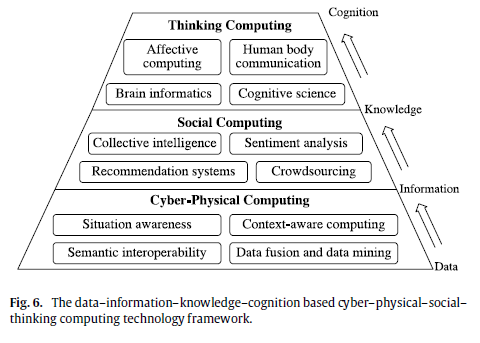 Cognition
Thinking Computing
Affective computing
Human body communication
Brain informatics
Cognitive science
Knowledge
Social Computing
Collective intelligence
Sentiment analysis
Recommendation systems
Crowdsourcing
Information
Cyber-Physical Computing
Situation awareness
Context-aware computing
Semantic interoperability
Data fusion and data mining
Data
Fig. 6. The data–information–knowledge–cognition based cyber–physical–social–
thinking computing technology framework.